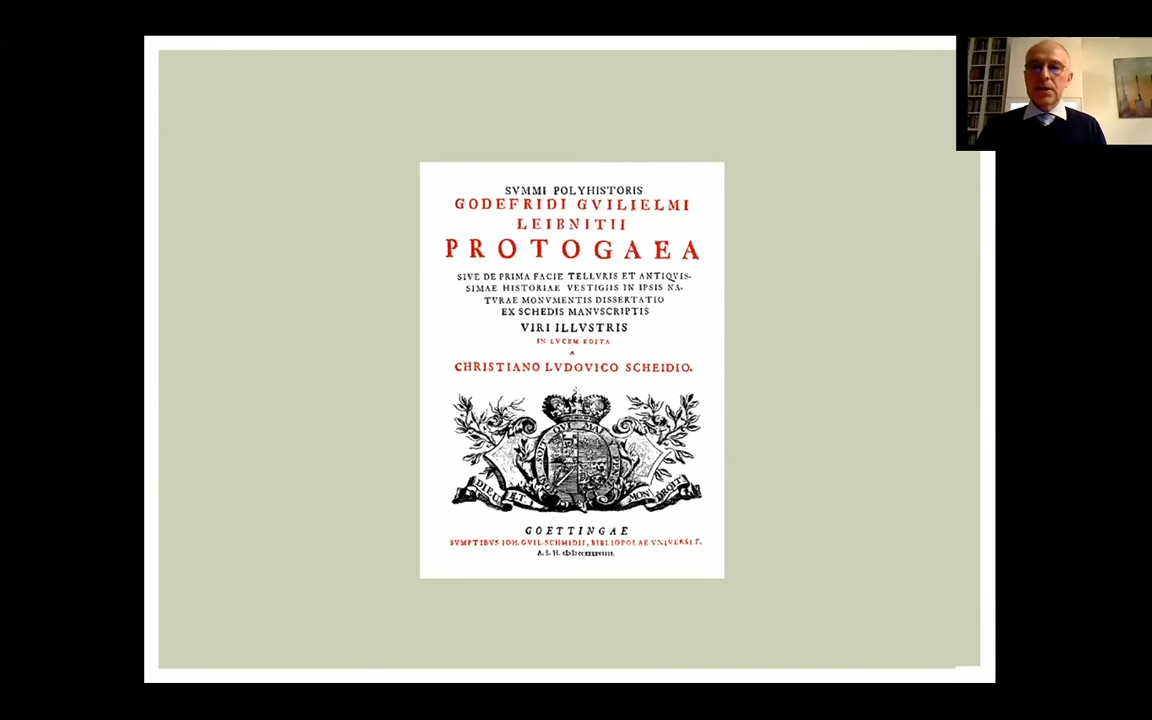 SVMMI POLYHISTORIS
GODEFRIDI GVILIELMI
LEIBNITII
PROTOGAEA
SIVE DE PRIMA FACIE TELLVRIS ET ANTIQVIS-
SIMAE HISTORIAE VESTIGIIS IN IPSIS NA-
TVRAE MONVMENTIS DISSERTATIO
EX SCHEDIS MANVSCRIPTIS
VIRI ILLVSTRIS
IN LVCEM EDITA
A
CHRISTIANO LVDOVICO SCHEIDIO.
QVI MAL
DIEU ET MON DROIT
GOETTINGAE
SVMPTIBVS IOH. GVIL. SCHMIDII, BIBLIOPOLAE VNIVERSIT.